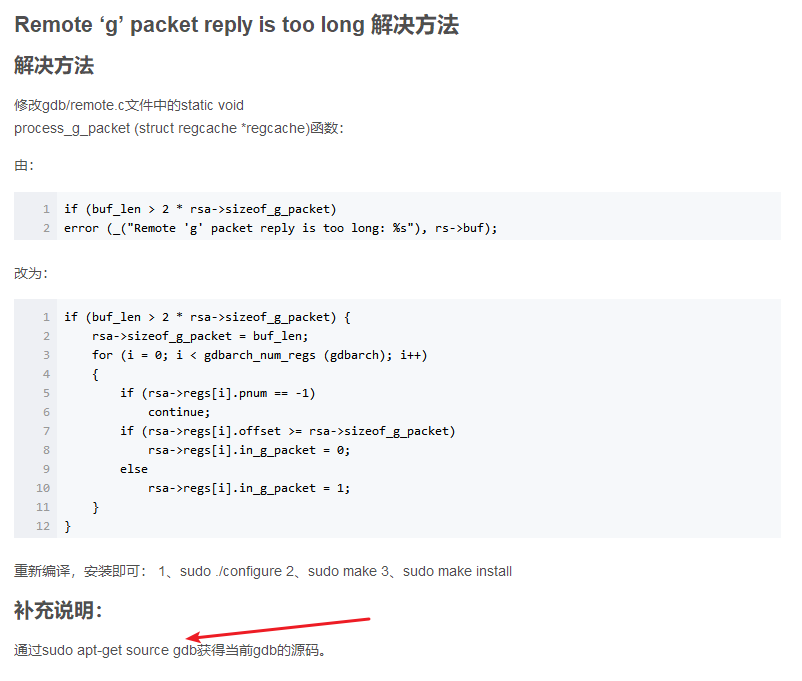 Remote ‘g’ packet reply is too long 解决方法
解决方法
修改gdb/remote.c文件中的static void
process_g_packet (struct regcache *regcache)函数：
由：
1 if (buf_len > 2 * rsa->sizeof_g_packet)
2 error (_("Remote 'g' packet reply is too long: %s"), rs->buf);
改为：
1 if (buf_len > 2 * rsa->sizeof_g_packet) {
2     rsa->sizeof_g_packet = buf_len;
3     for (i = 0; i < gdbarch_num_regs (gdbarch); i++)
4     {
5         if (rsa->regs[i].pnum == -1)
6             continue;
7         if (rsa->regs[i].offset >= rsa->sizeof_g_packet)
8             rsa->regs[i].in_g_packet = 0;
9         else
10             rsa->regs[i].in_g_packet = 1;
11     }
12 }
重新编译，安装即可： 1、sudo ./configure 2、sudo make 3、sudo make install
补充说明：
通过sudo apt-get source gdb获得当前gdb的源码。